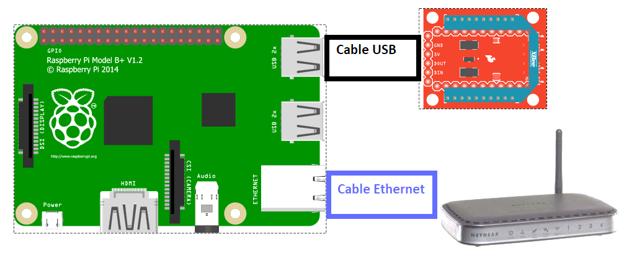 GPIO
Raspberry Pi Model B+ V1.2
© Raspberry Pi 2014
DSI (DISPLAY)
http://www.raspberrypi.org
Power
HDMI
CSI (CAMERA)
Audio
ETHERNET
USB 2x
USB 2x
Cable USB
Cable Ethernet
GND
5V
DOUT
DIN
XBee
NETGEAR